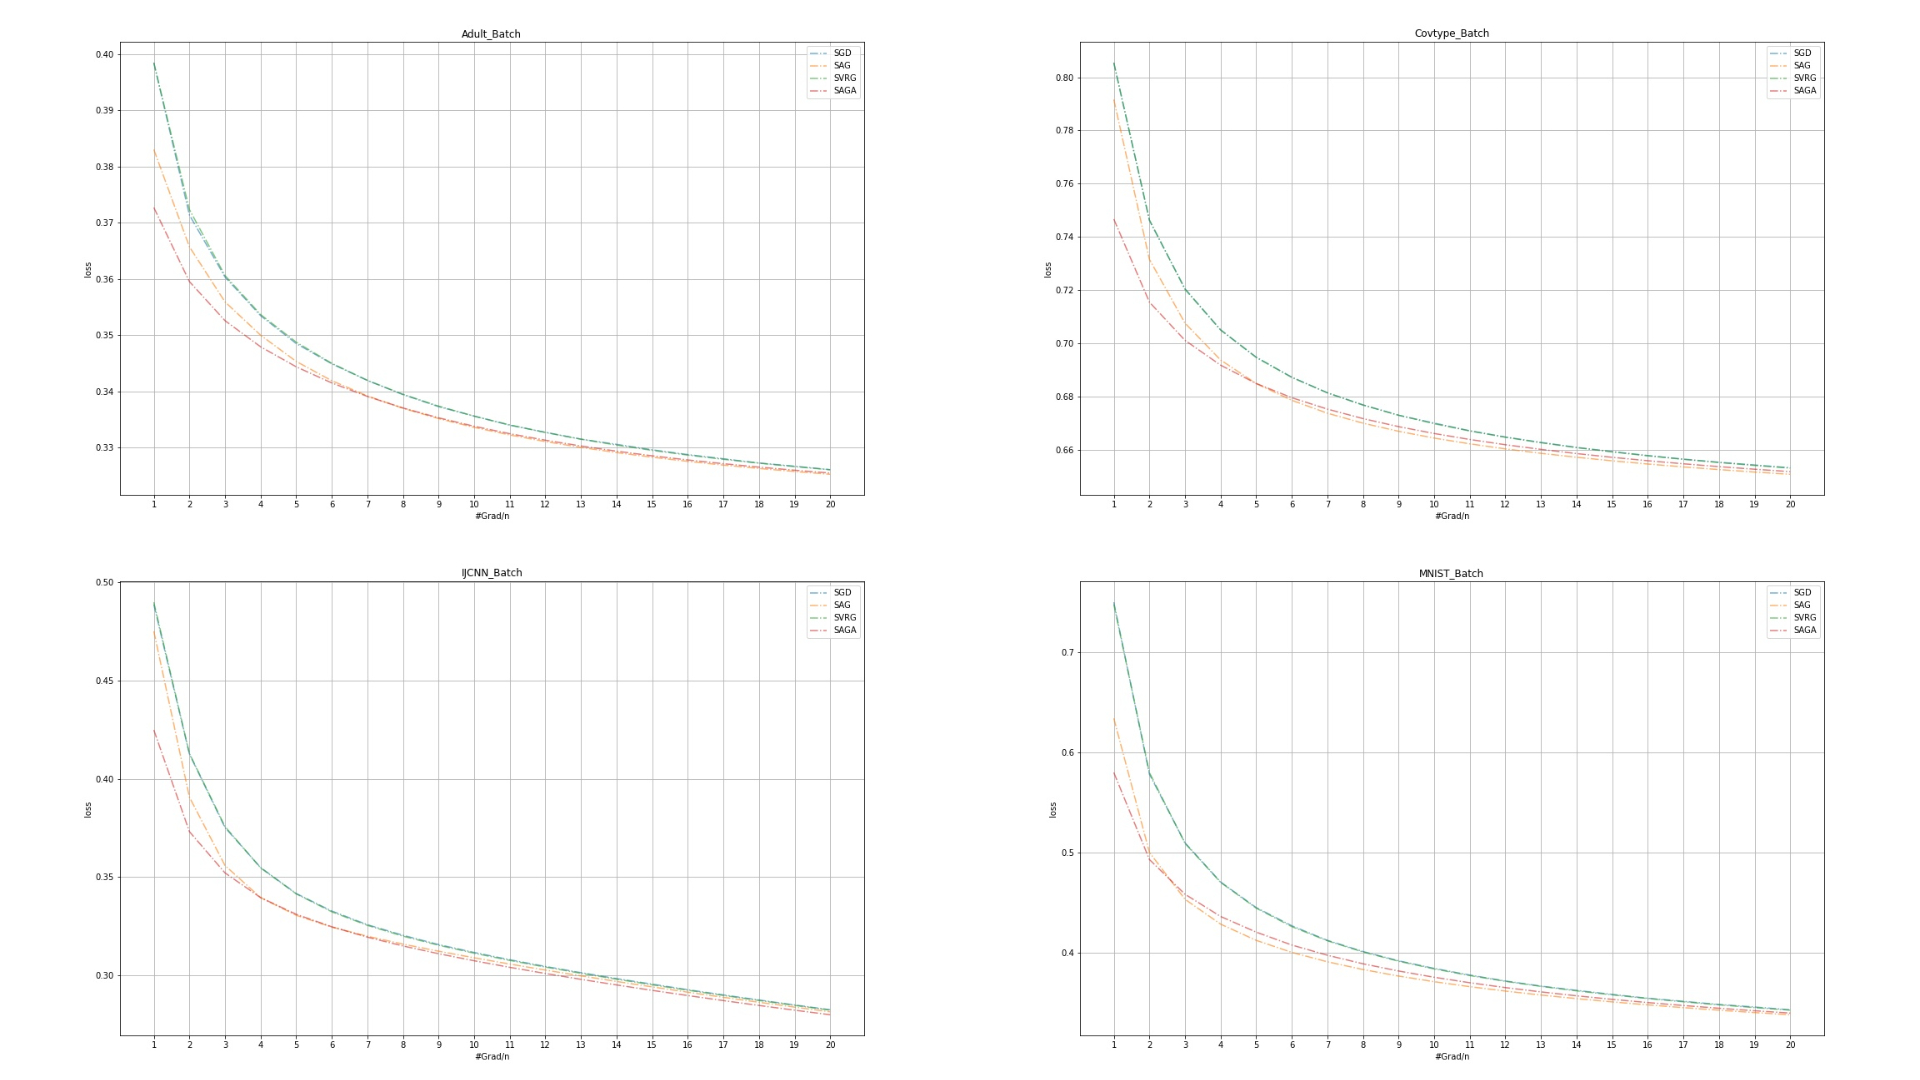 Adult_Batch
0.40
0.39
0.38
0.37
0.36
0.35
0.34
0.33
loss
1 2 3 4 5 6 7 8 9 10 11 12 13 14 15 16 17 18 19 20
#Grad/n
SGD
SAG
SVRG
SAGA
Covtype_Batch
0.80
0.78
0.76
0.74
0.72
0.70
0.68
0.66
loss
1 2 3 4 5 6 7 8 9 10 11 12 13 14 15 16 17 18 19 20
#Grad/n
SGD
SAG
SVRG
SAGA
IJCNN_Batch
0.50
0.45
0.40
0.35
0.30
loss
1 2 3 4 5 6 7 8 9 10 11 12 13 14 15 16 17 18 19 20
#Grad/n
SGD
SAG
SVRG
SAGA
MNIST_Batch
0.7
0.6
0.5
0.4
loss
1 2 3 4 5 6 7 8 9 10 11 12 13 14 15 16 17 18 19 20
#Grad/n
SGD
SAG
SVRG
SAGA